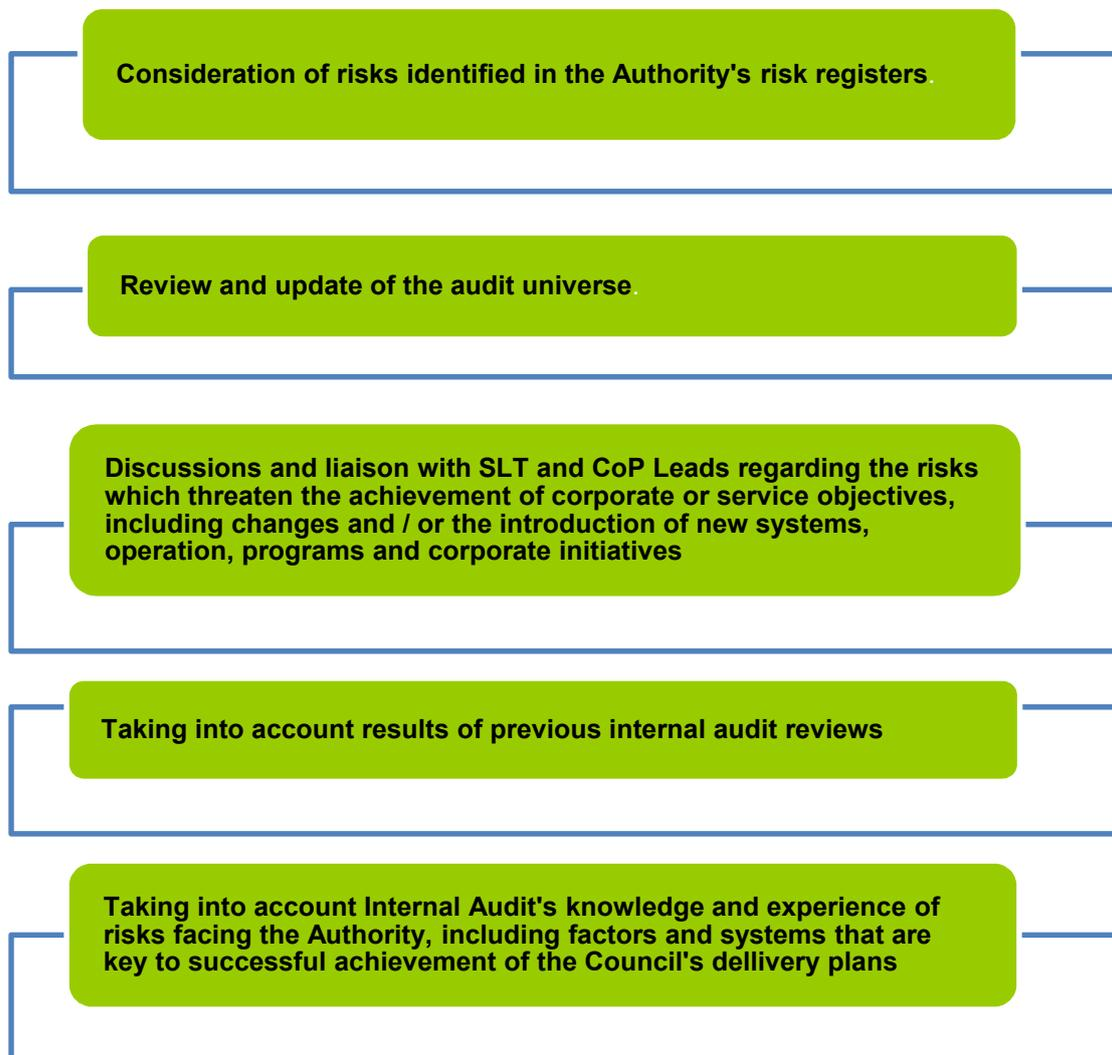 Consideration of risks identified in the Authority's risk registers.
Review and update of the audit universe.
Discussions and liaison with SLT and CoP Leads regarding the risks
which threaten the achievement of corporate or service objectives,
including changes and / or the introduction of new systems,
operation, programs and corporate initiatives
Taking into account results of previous internal audit reviews
Taking into account Internal Audit's knowledge and experience of
risks facing the Authority, including factors and systems that are
key to successful achievement of the Council's dellivery plans